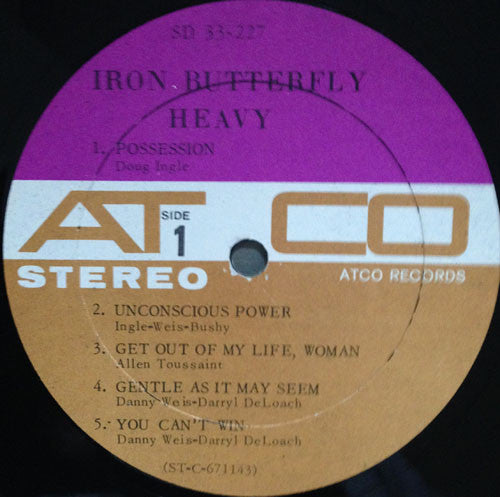 SD 33-227
IRON BUTTERFLY
HEAVY
1. POSSESSION
Doug Ingle
ATCO
SIDE
1
STEREO
ATCO RECORDS
2. UNCONSCIOUS POWER
Ingle-Weis-Bushy
3. GET OUT OF MY LIFE, WOMAN
Allen Toussaint
4. GENTLE AS IT MAY SEEM
Danny Weis-Darryl DeLoach
5. YOU CAN'T WIN
Danny Weis-Darryl DeLoach
(ST-C-671143)